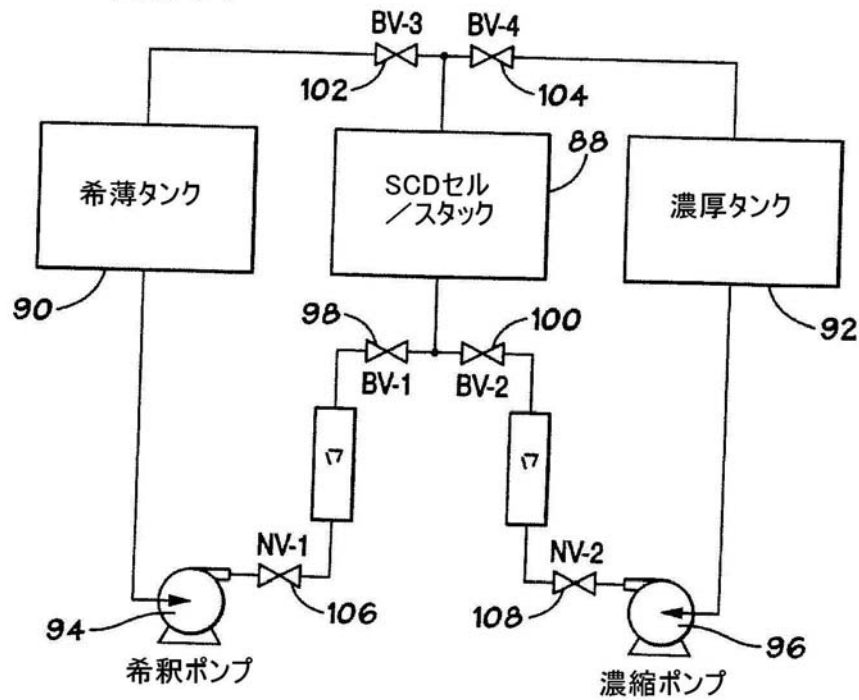 BV-3 BV-4
102 104
88
希薄タンク
SCDセル
／スタック
濃厚タンク
90
98
100
92
BV-1 BV-2
NV-1 NV-2
94
106
108
96
希釈ポンプ
濃縮ポンプ